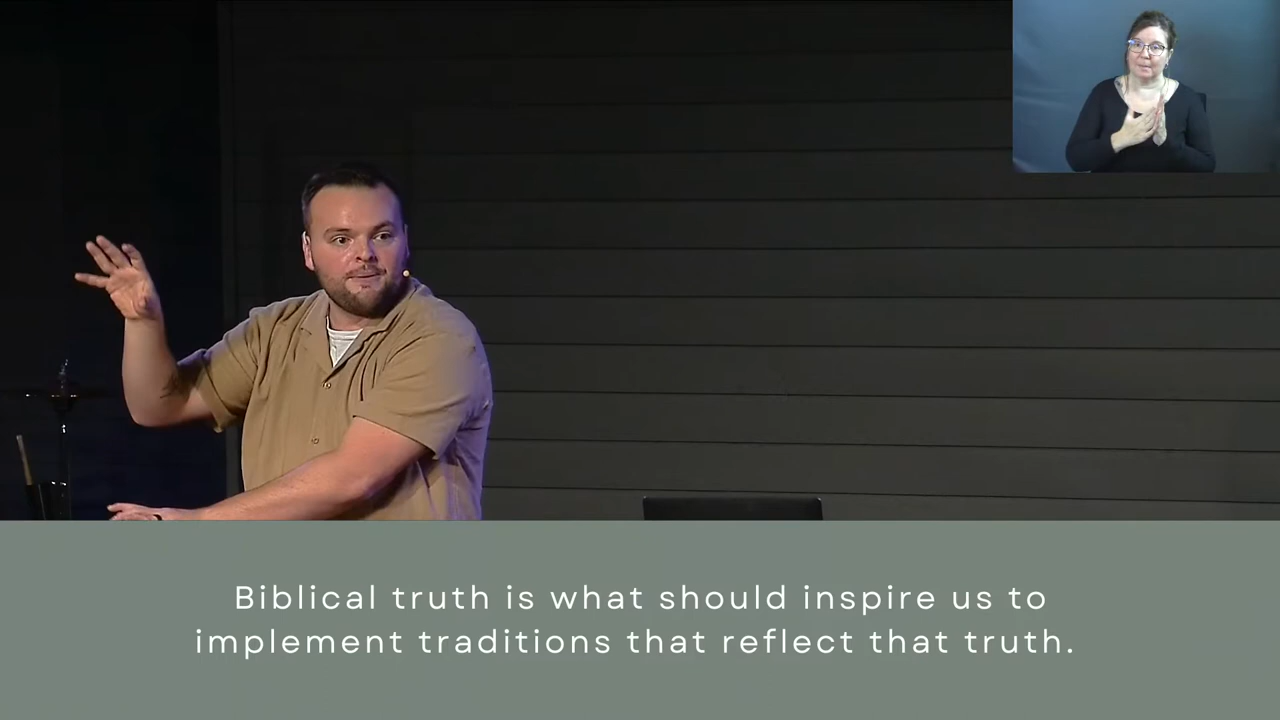 Biblical truth is what should inspire us to
implement traditions that reflect that truth.